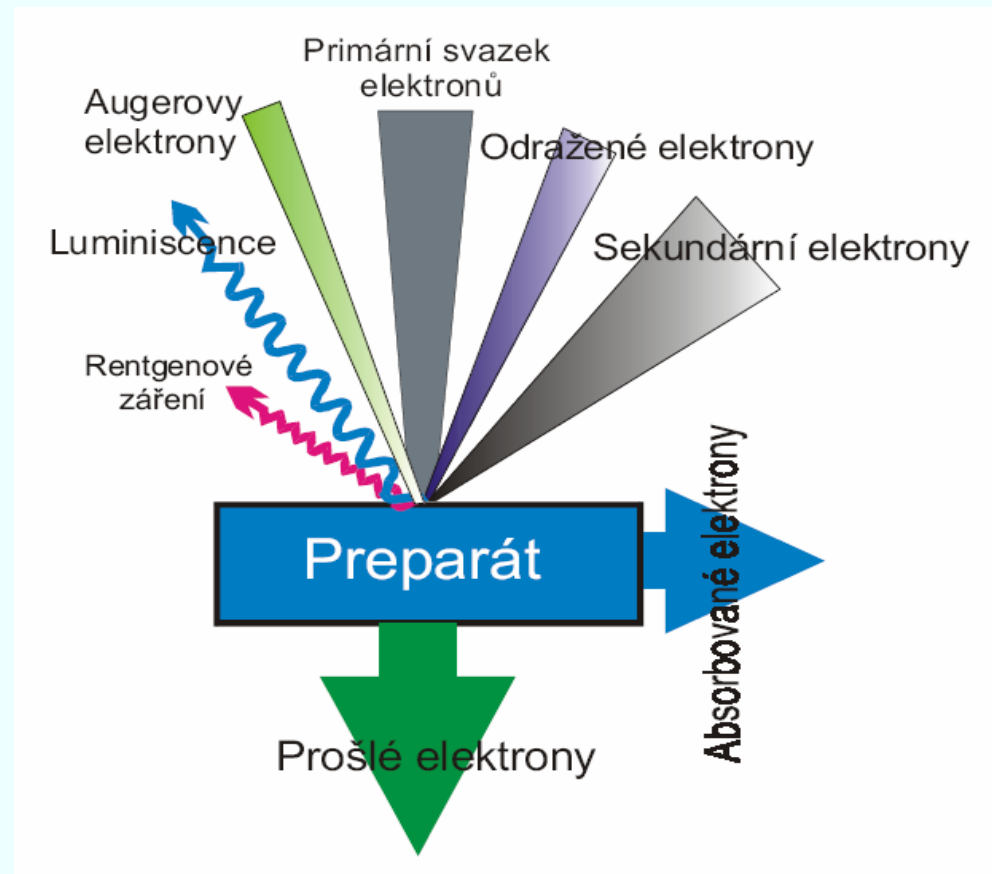 Primární svazek
elektronů
Augerovy
elektrony
Odražené elektrony
Luminiscence
Sekundární elektrony
Rentgenové
záření
Absorbované elektrony
Preparát
Prošlé elektrony